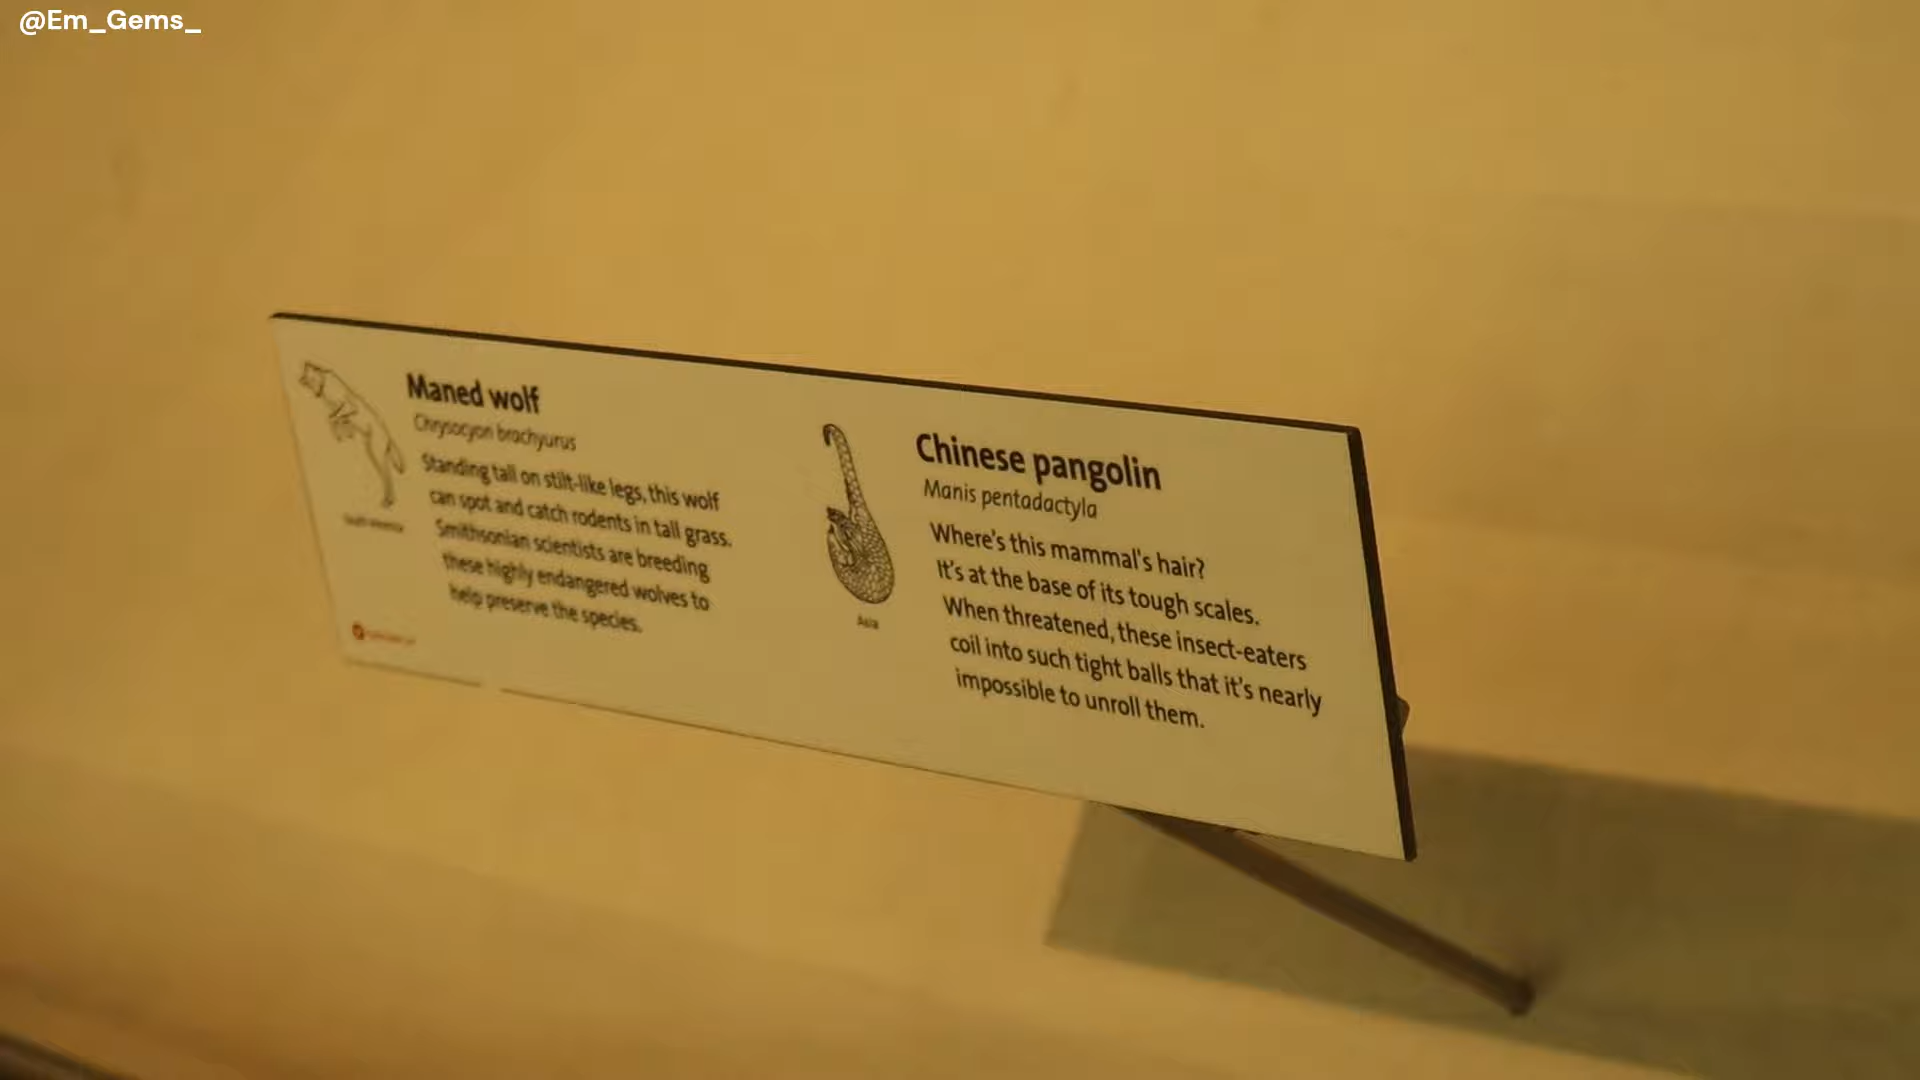 @Em_Gems_
Maned wolf
Chrysocyon brachyurus
Standing tall on stilt-like legs, this wolf
can spot and catch rodents in tall grass.
Smithsonian scientists are breeding
these highly endangered wolves to
help preserve the species.
South America
Chinese pangolin
Manis pentadactyla
Where's this mammal's hair?
It's at the base of its tough scales.
When threatened, these insect-eaters
coil into such tight balls that it's nearly
impossible to unroll them.
Asia